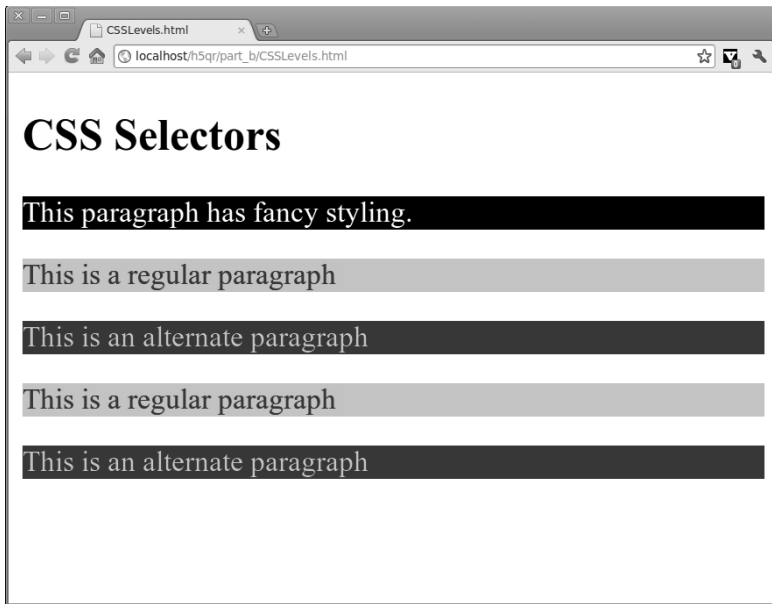 CSSLevels.html
localhost/h5qr/part_b/CSSLevels.html
CSS Selectors
This paragraph has fancy styling.
This is a regular paragraph
This is an alternate paragraph
This is a regular paragraph
This is an alternate paragraph